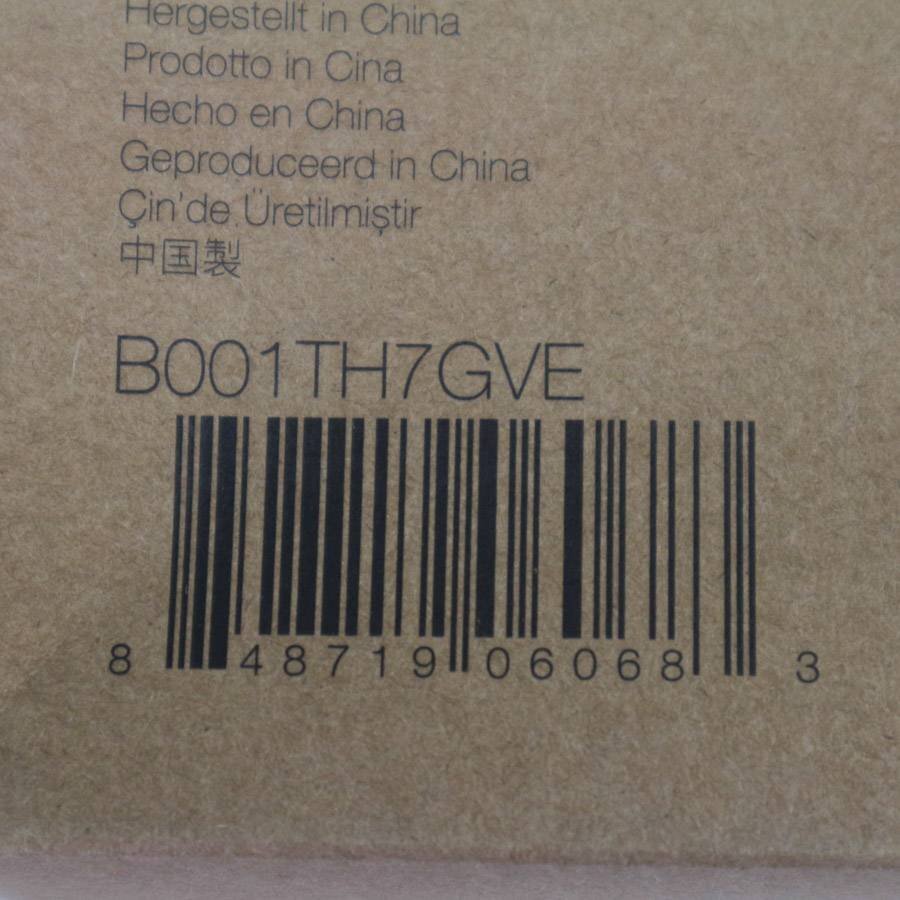 Hergestellt in China
Prodotto in Cina
Hecho en China
Geproduceerd in China
Çin'de Üretilmiştir
中国製
B001TH7GVE
8 48719 06068 3